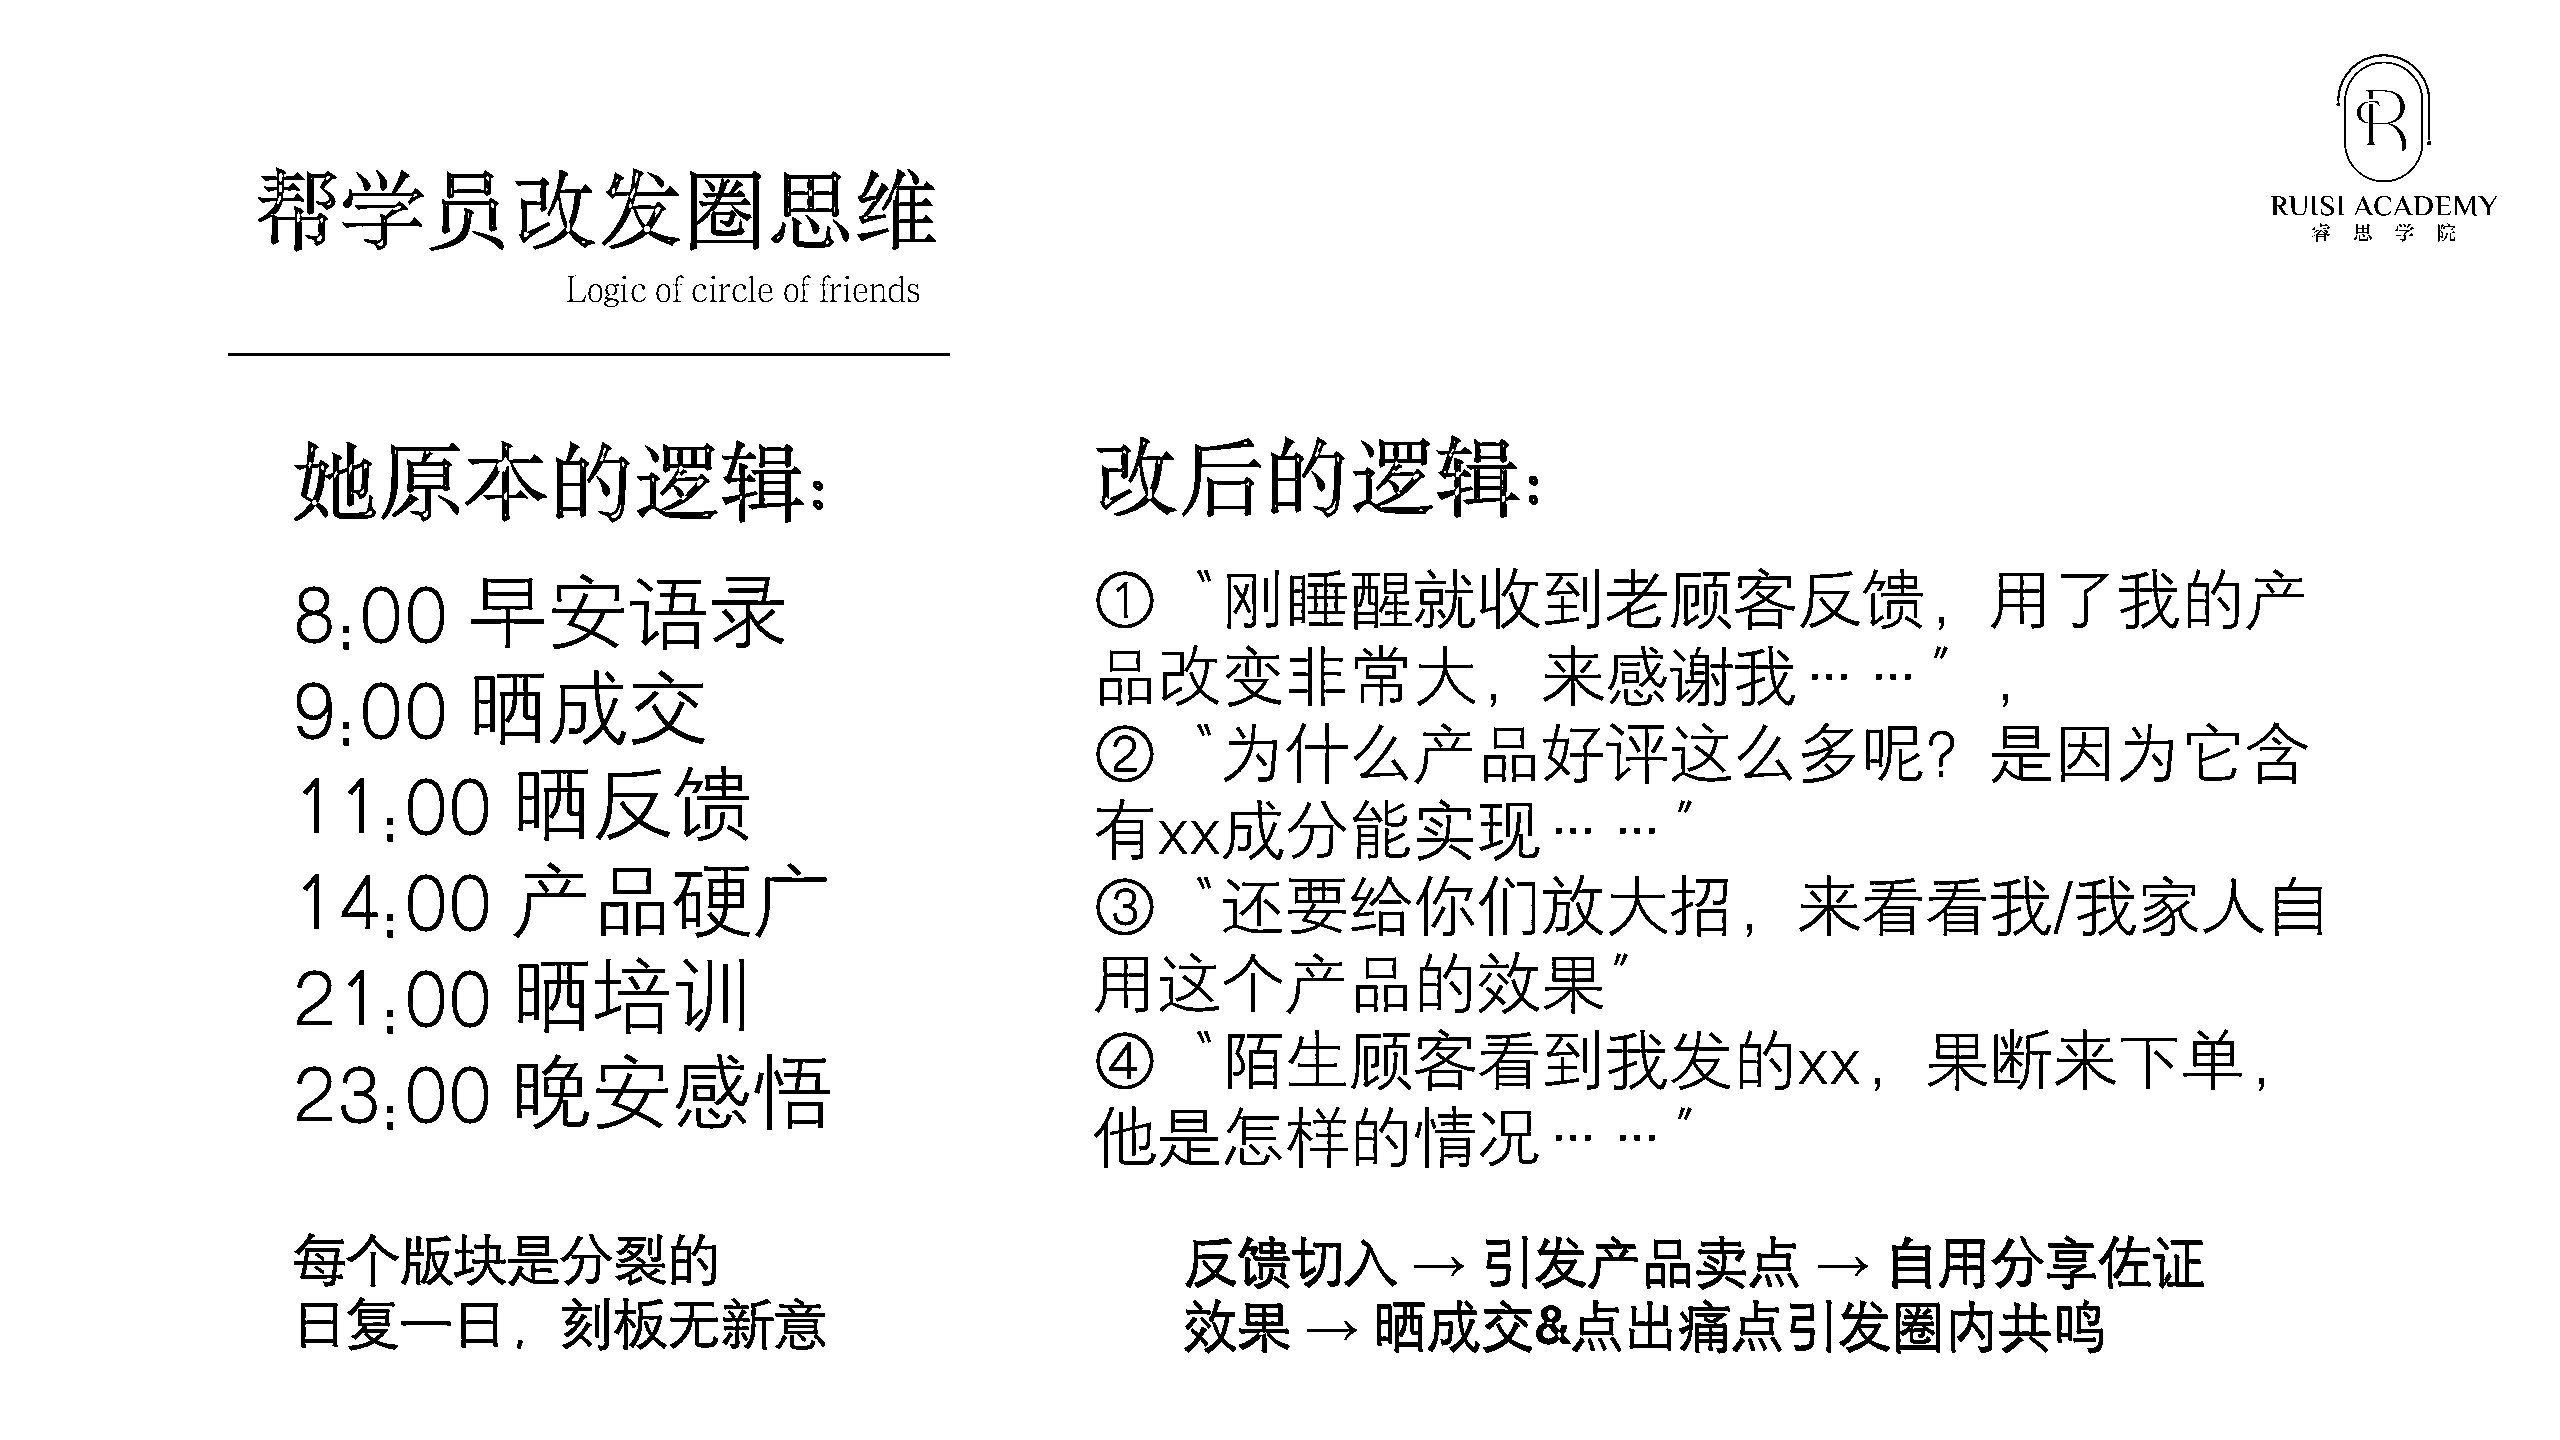 RUISI ACADEMY
睿思学院
帮学员改发圈思维
Logic of circle of friends
她原本的逻辑：
8:00 早安语录
9:00 晒成交
11:00 晒反馈
14:00 产品硬广
21:00 晒培训
23:00 晚安感悟
每个版块是分裂的
日复一日，刻板无新意
改后的逻辑：
①〝刚睡醒就收到老顾客反馈，用了我的产
品改变非常大，来感谢我……〞，
②〝为什么产品好评这么多呢？是因为它含
有xx成分能实现……〞
③〝还要给你们放大招，来看看我/我家人自
用这个产品的效果〞
④〝陌生顾客看到我发的xx，果断来下单，
他是怎样的情况……〞
反馈切入 → 引发产品卖点 → 自用分享佐证
效果 → 晒成交&点出痛点引发圈内共鸣